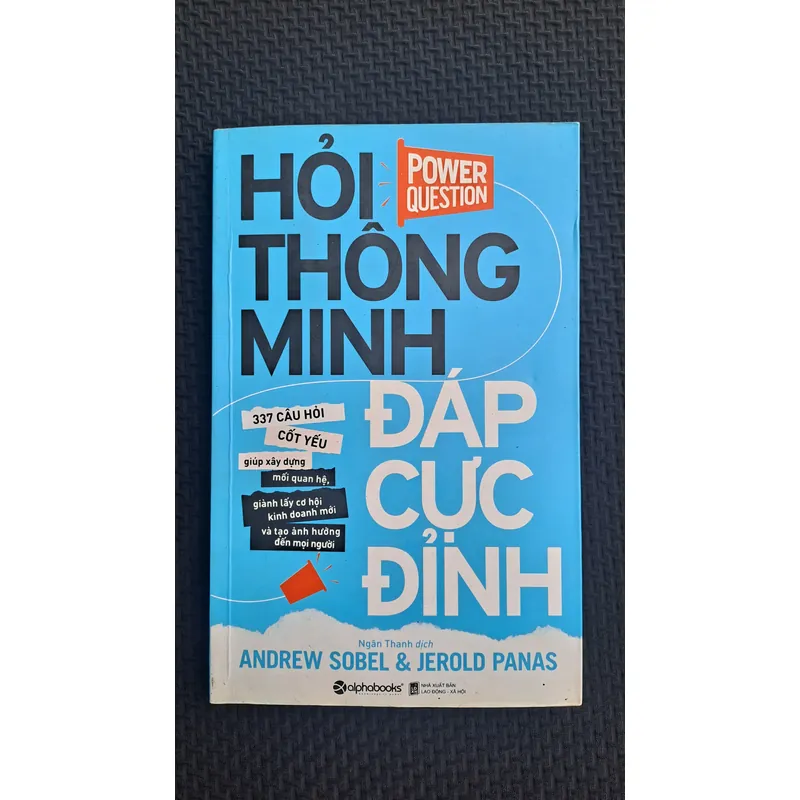 HỎI
POWER
QUESTION
THÔNG
MINH
ĐÁP
CỰC
ĐỈNH
337 CÂU HỎI
CỐT YẾU
giúp xây dựng
mối quan hệ,
giành lấy cơ hội
kinh doanh mới
và tạo ảnh hưởng
đến mọi người
Ngân Thanh dịch
ANDREW SOBEL & JEROLD PANAS
alphabooks
NHÀ XUẤT BẢN
LAO ĐỘNG - XÃ HỘI